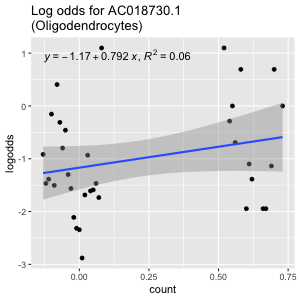 Log odds for AC018730.1
(Oligodendrocytes)
y = −1.17 + 0.792 x, R² = 0.06
1
0
-1
-2
-3
logodds
0.00 0.25 0.50 0.75
count